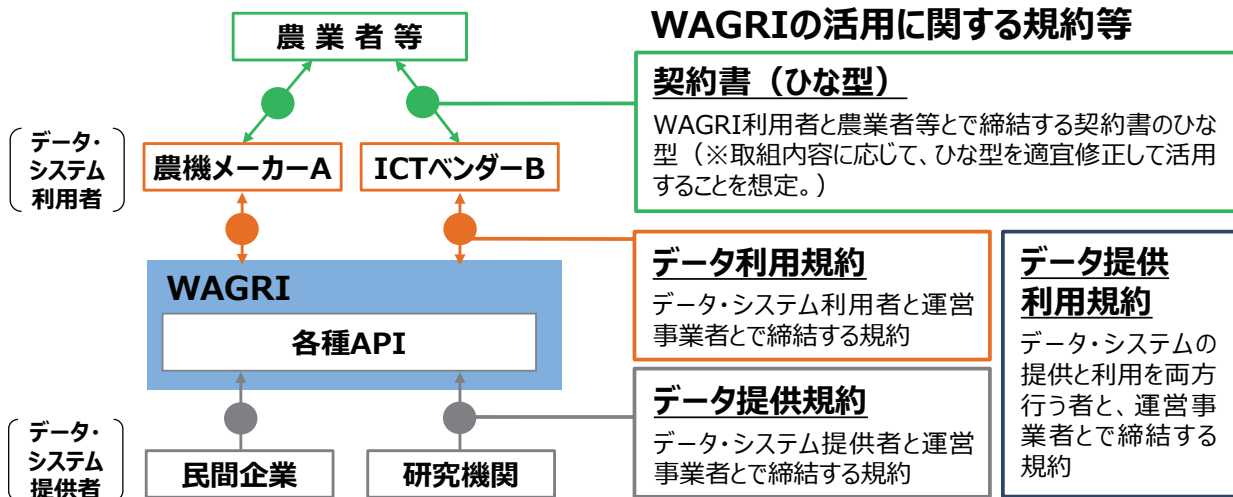 WAGRIの活用に関する規約等
農業者等
契約書（ひな型）
WAGRI利用者と農業者等とで締結する契約書のひな
型（※取組内容に応じて、ひな型を適宜修正して活用
することを想定。）
データ・
システム
利用者
農機メーカーA
ICTベンダーB
WAGRI
各種API
データ利用規約
データ・システム利用者と運営
事業者とで締結する規約
データ提供規約
データ・システム提供者と運営
事業者とで締結する規約
データ提供
利用規約
データ・システムの
提供と利用を両方
行う者と、運営事
業者とで締結する
規約
データ・
システム
提供者
民間企業
研究機関